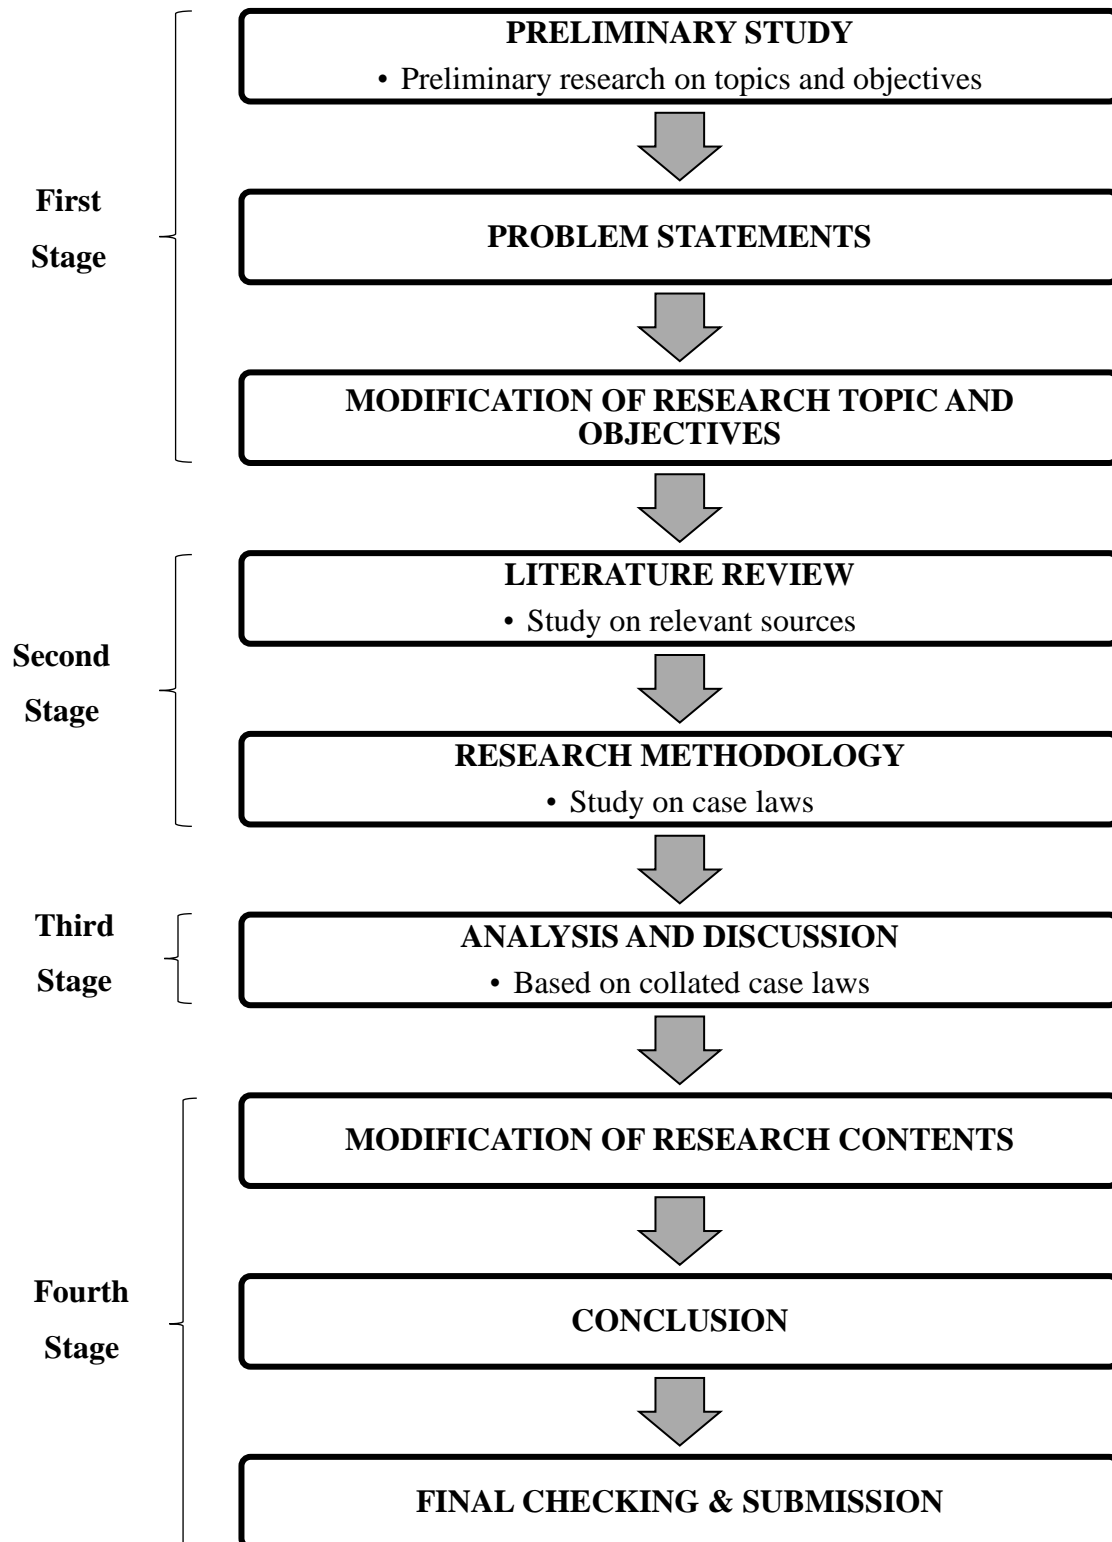 PRELIMINARY STUDY
• Preliminary research on topics and objectives
First
Stage
PROBLEM STATEMENTS
MODIFICATION OF RESEARCH TOPIC AND
OBJECTIVES
LITERATURE REVIEW
• Study on relevant sources
Second
Stage
RESEARCH METHODOLOGY
• Study on case laws
Third
Stage
ANALYSIS AND DISCUSSION
• Based on collated case laws
MODIFICATION OF RESEARCH CONTENTS
Fourth
Stage
CONCLUSION
FINAL CHECKING & SUBMISSION